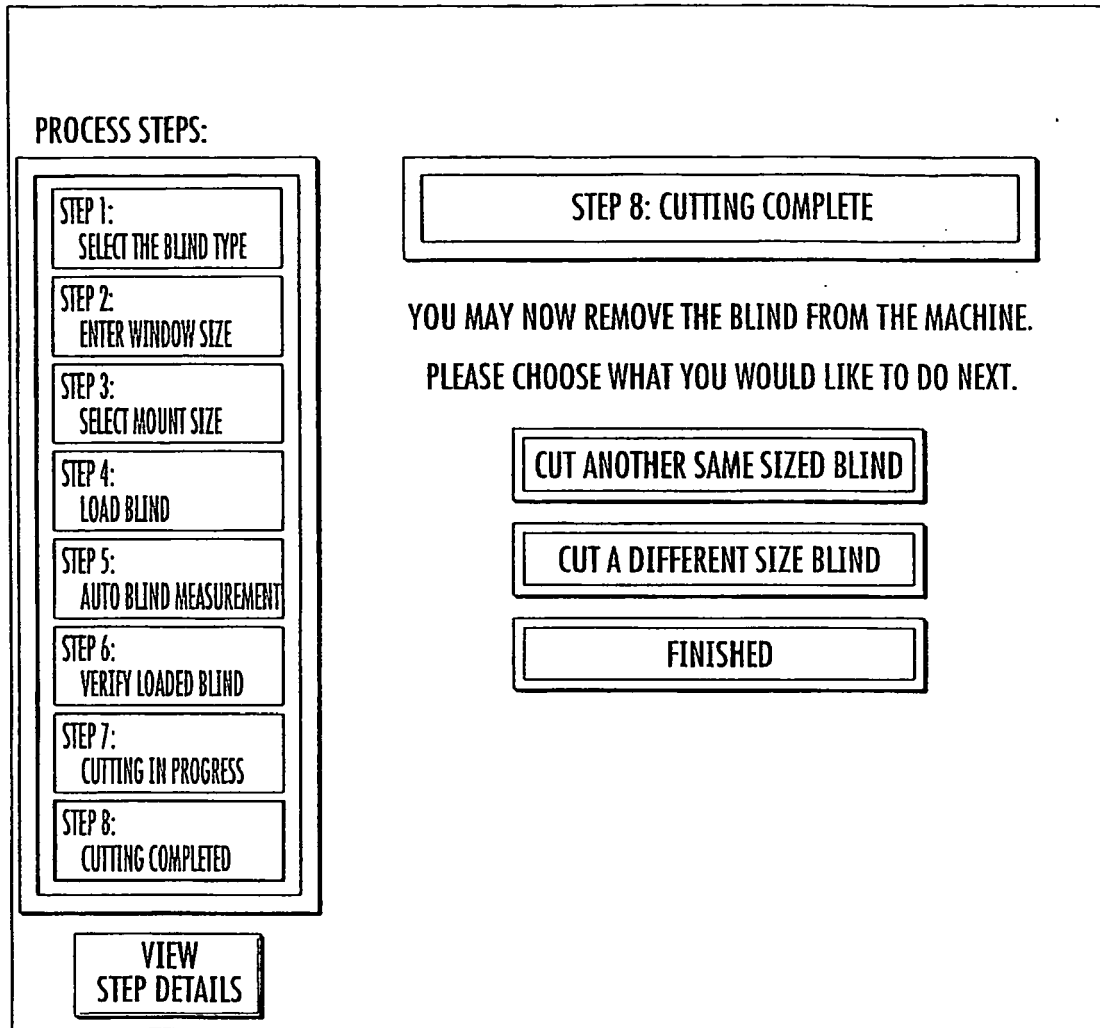 PROCESS STEPS:
STEP 1:
SELECT THE BLIND TYPE
STEP 2:
ENTER WINDOW SIZE
STEP 3:
SELECT MOUNT SIZE
STEP 4:
LOAD BLIND
STEP 5:
AUTO BLIND MEASUREMENT
STEP 6:
VERIFY LOADED BLIND
STEP 7:
CUTTING IN PROGRESS
STEP 8:
CUTTING COMPLETED
VIEW
STEP DETAILS
STEP 8: CUTTING COMPLETE
YOU MAY NOW REMOVE THE BLIND FROM THE MACHINE.
PLEASE CHOOSE WHAT YOU WOULD LIKE TO DO NEXT.
CUT ANOTHER SAME SIZED BLIND
CUT A DIFFERENT SIZE BLIND
FINISHED